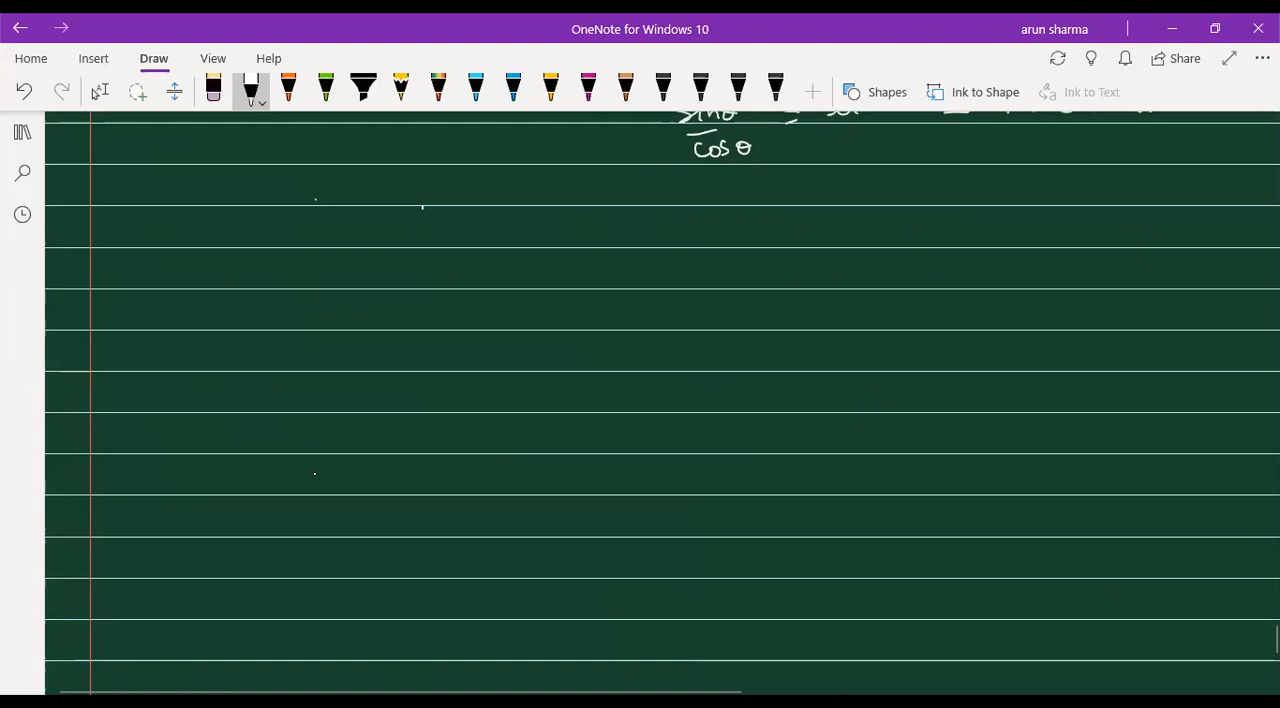 OneNote for Windows 10
arun sharma
Home Insert Draw View Help
Share
Shapes
Ink to Shape
Ink to Text
sinθ
cos θ